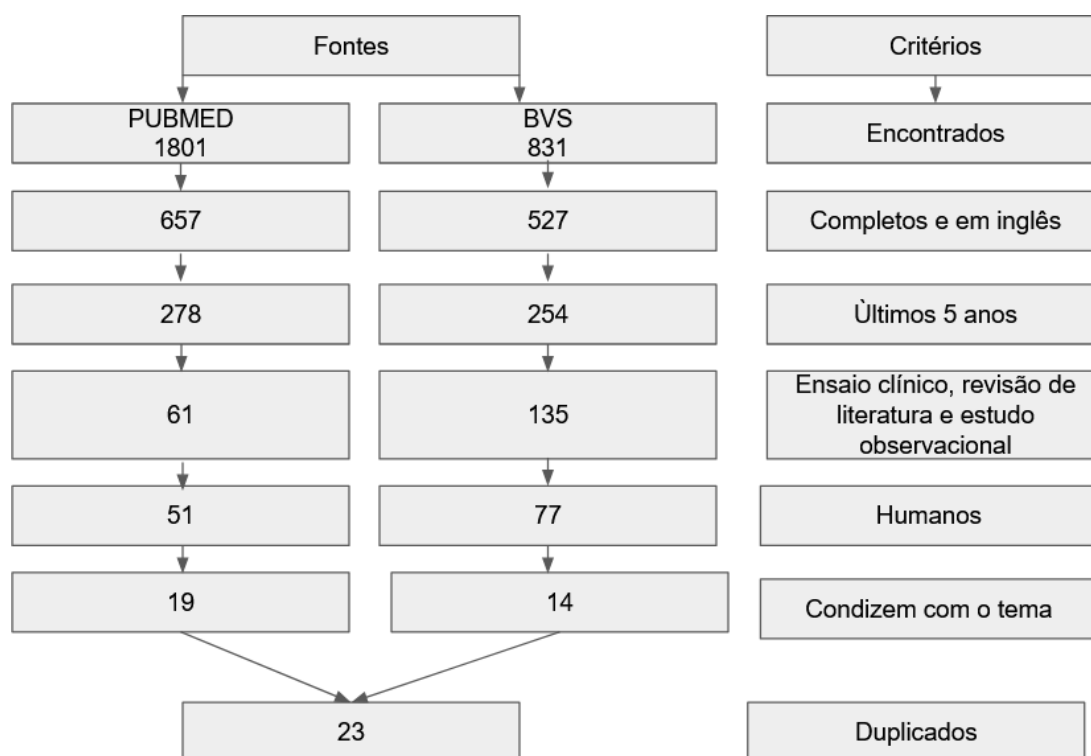 Fontes
Critérios
PUBMED
1801
BVS
831
Encontrados
657
527
Completos e em inglês
278
254
Ùltimos 5 anos
61
135
Ensaio clínico, revisão de
literatura e estudo
observacional
51
77
Humanos
19
14
Condizem com o tema
23
Duplicados